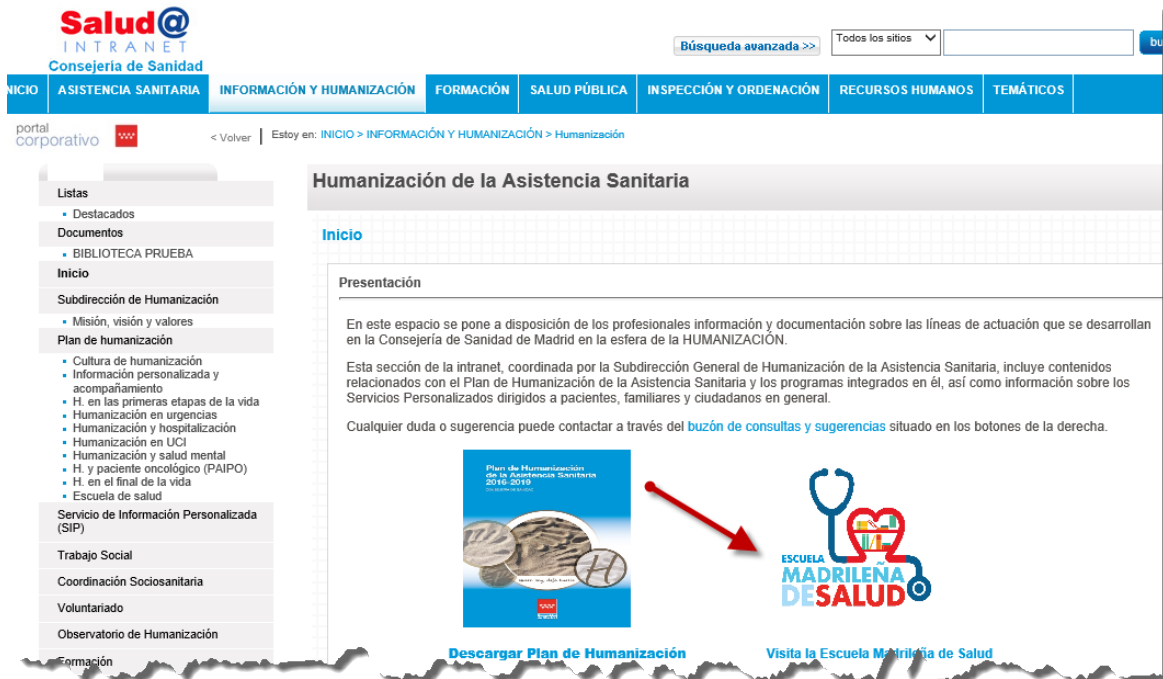 Salud@
INTRANET
Consejería de Sanidad
Búsqueda avanzada >>
Todos los sitios
bu
NICIO
ASISTENCIA SANITARIA
INFORMACIÓN Y HUMANIZACIÓN
FORMACIÓN
SALUD PÚBLICA
INSPECCIÓN Y ORDENACIÓN
RECURSOS HUMANOS
TEMÁTICOS
portal
corporativo
< Volver
Estoy en: INICIO > INFORMACIÓN Y HUMANIZACIÓN > Humanización
Listas
Destacados
Documentos
BIBLIOTECA PRUEBA
Inicio
Subdirección de Humanización
Misión, visión y valores
Plan de humanización
Cultura de humanización
Información personalizada y
acompañamiento
H. en las primeras etapas de la vida
Humanización en urgencias
Humanización y hospitalización
Humanización en UCI
Humanización y salud mental
H. y paciente oncológico (PAIPO)
H. en el final de la vida
Escuela de salud
Servicio de Información Personalizada
(SIP)
Trabajo Social
Coordinación Sociosanitaria
Voluntariado
Observatorio de Humanización
Formación
Humanización de la Asistencia Sanitaria
Inicio
Presentación
En este espacio se pone a disposición de los profesionales información y documentación sobre las líneas de actuación que se desarrollan
en la Consejería de Sanidad de Madrid en la esfera de la HUMANIZACIÓN.
Esta sección de la intranet, coordinada por la Subdirección General de Humanización de la Asistencia Sanitaria, incluye contenidos
relacionados con el Plan de Humanización de la Asistencia Sanitaria y los programas integrados en él, así como información sobre los
Servicios Personalizados dirigidos a pacientes, familiares y ciudadanos en general.
Cualquier duda o sugerencia puede contactar a través del buzón de consultas y sugerencias situado en los botones de la derecha.
Plan de Humanización
de la Asistencia Sanitaria
2016-2019
CONSEJERÍA DE SANIDAD
H
ESCUELA
MADRILEÑA
DESALUD
Descargar Plan de Humanización
Visita la Escuela Madrileña de Salud